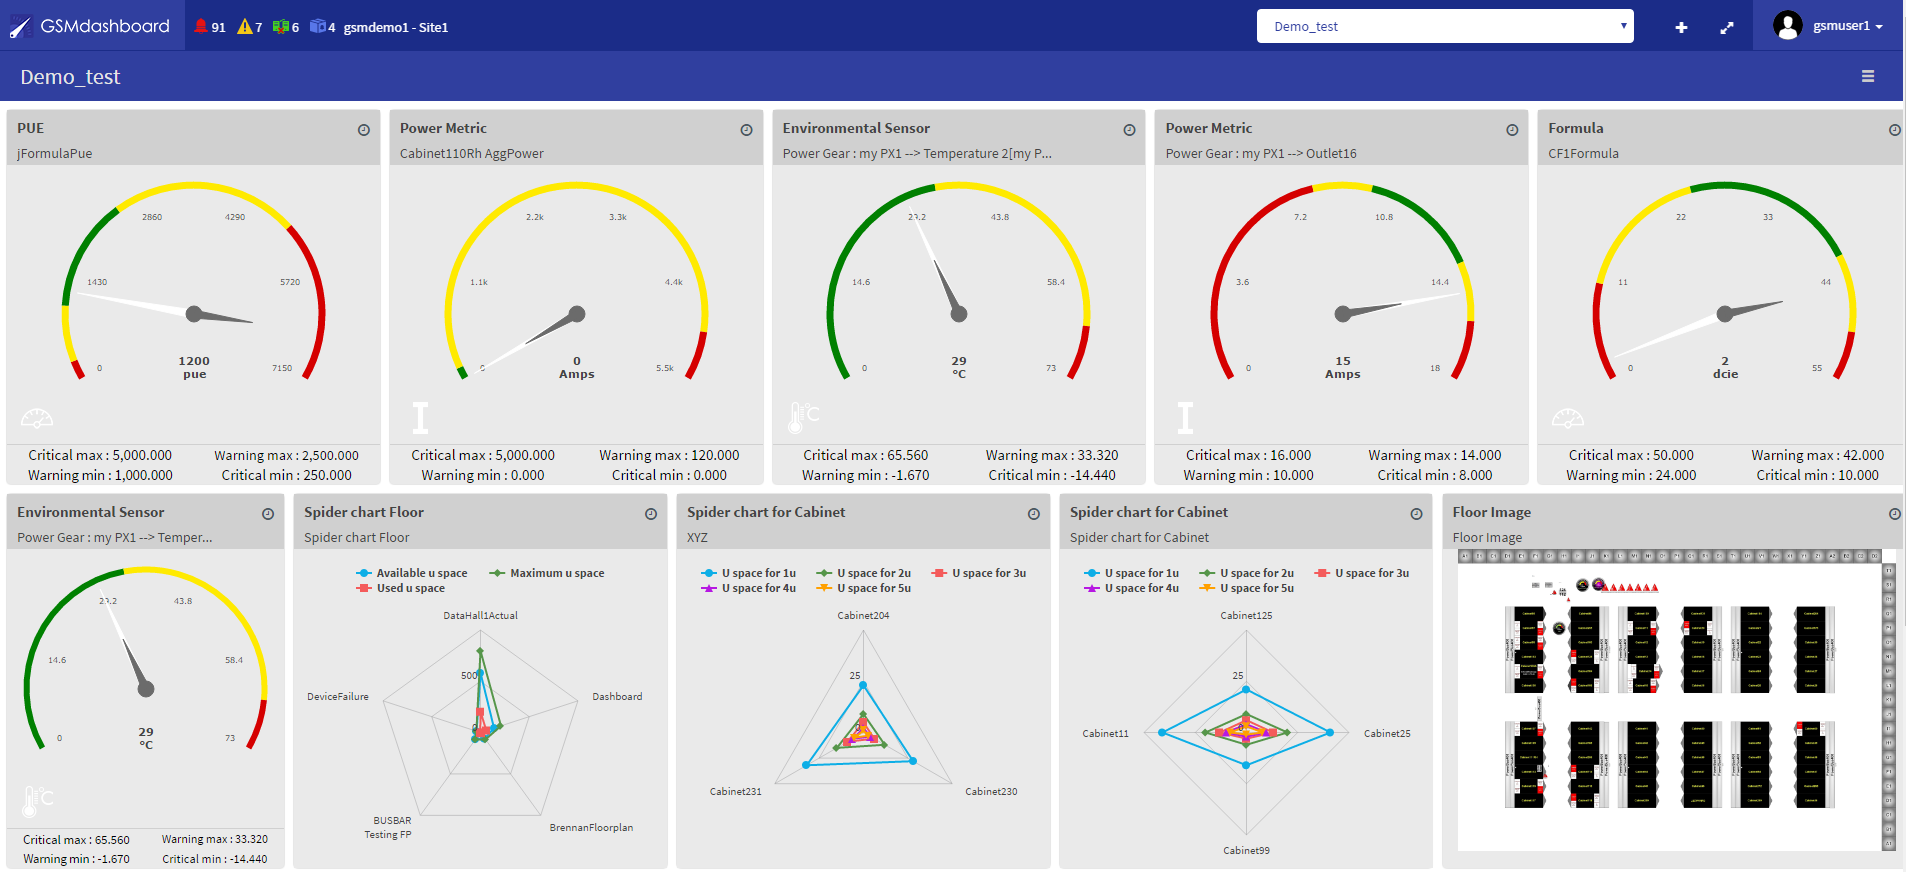 GSMdashboard 91 7 6 4 gsmdemo1 - Site1 Demo_test gsmuser1
Demo_test
PUE
jFormulaPue
0 1430 2860 4290 5720 7150
1200
pue
Critical max : 5,000.000 Warning max : 2,500.000
Warning min : 1,000.000 Critical min : 250.000
Power Metric
Cabinet110Rh AggPower
0 1.1k 2.2k 3.3k 4.4k 5.5k
0
Amps
Critical max : 5,000.000 Warning max : 120.000
Warning min : 0.000 Critical min : 0.000
Environmental Sensor
Power Gear : my PX1 --> Temperature 2[my P...
0 14.6 29.2 43.8 58.4 73
29
°C
Critical max : 65.560 Warning max : 33.320
Warning min : -1.670 Critical min : -14.440
Power Metric
Power Gear : my PX1 --> Outlet16
0 3.6 7.2 10.8 14.4 18
15
Amps
Critical max : 16.000 Warning max : 14.000
Warning min : 10.000 Critical min : 8.000
Formula
CF1Formula
0 11 22 33 44 55
2
dcie
Critical max : 50.000 Warning max : 42.000
Warning min : 24.000 Critical min : 10.000
Environmental Sensor
Power Gear : my PX1 --> Temper...
0 14.6 29.2 43.8 58.4 73
29
°C
°C
Critical max : 65.560 Warning max : 33.320
Warning min : -1.670 Critical min : -14.440
Spider chart Floor
Spider chart Floor
Available u space Maximum u space
Used u space
DataHall1Actual
500
DeviceFailure Dashboard
0
BUSBAR
Testing FP
BrennanFloorplan
Spider chart for Cabinet
XYZ
U space for 1u U space for 2u U space for 3u
U space for 4u U space for 5u
Cabinet204
25
Cabinet231 Cabinet230
Spider chart for Cabinet
Spider chart for Cabinet
U space for 1u U space for 2u U space for 3u
U space for 4u U space for 5u
Cabinet125
25
Cabinet11 0 Cabinet25
Cabinet99
Floor Image
Floor Image